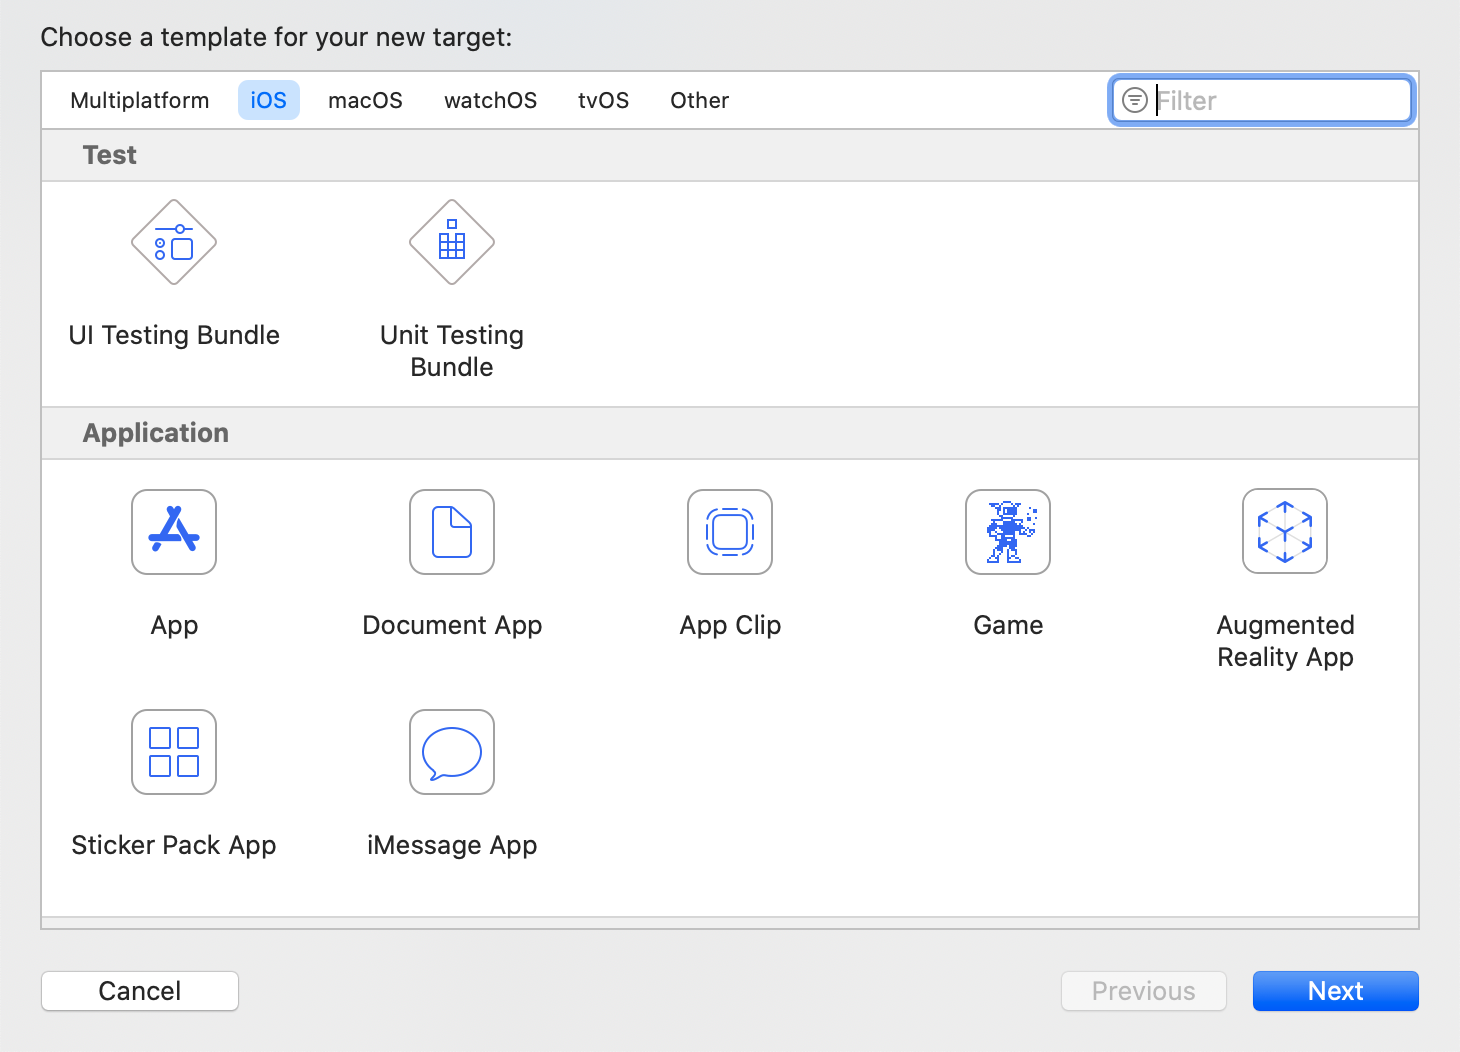 Choose a template for your new target:
Multiplatform iOS macOS watchOS tvOS Other Filter
Test
UI Testing Bundle Unit Testing
Bundle
Application
App Document App App Clip Game Augmented
Reality App
Sticker Pack App iMessage App
Cancel Previous Next